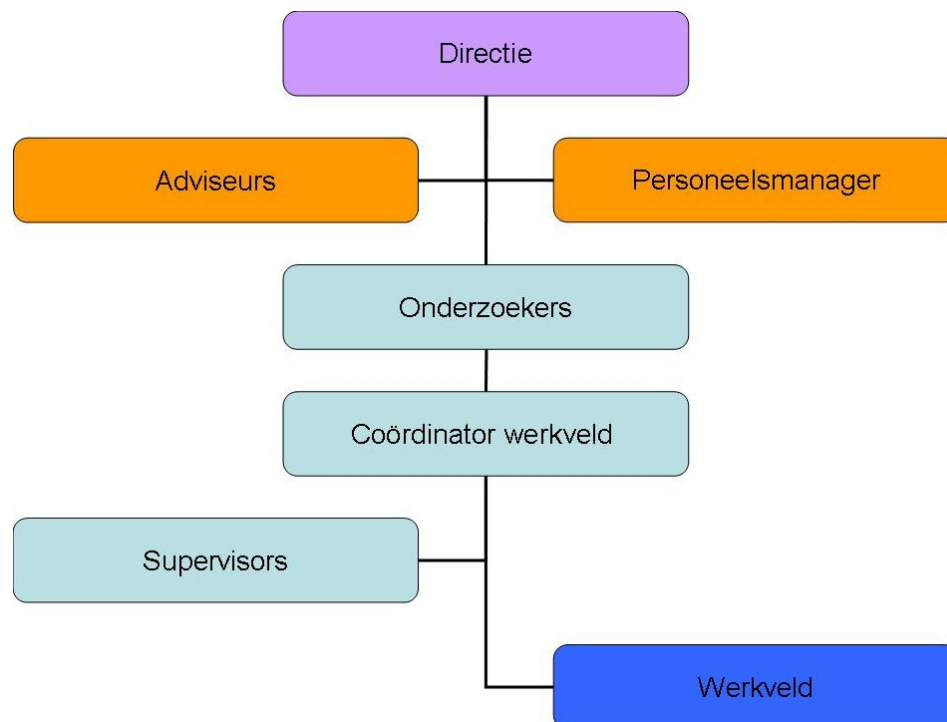 Directie
Adviseurs
Personeelsmanager
Onderzoekers
Coördinator werkveld
Supervisors
Werkveld